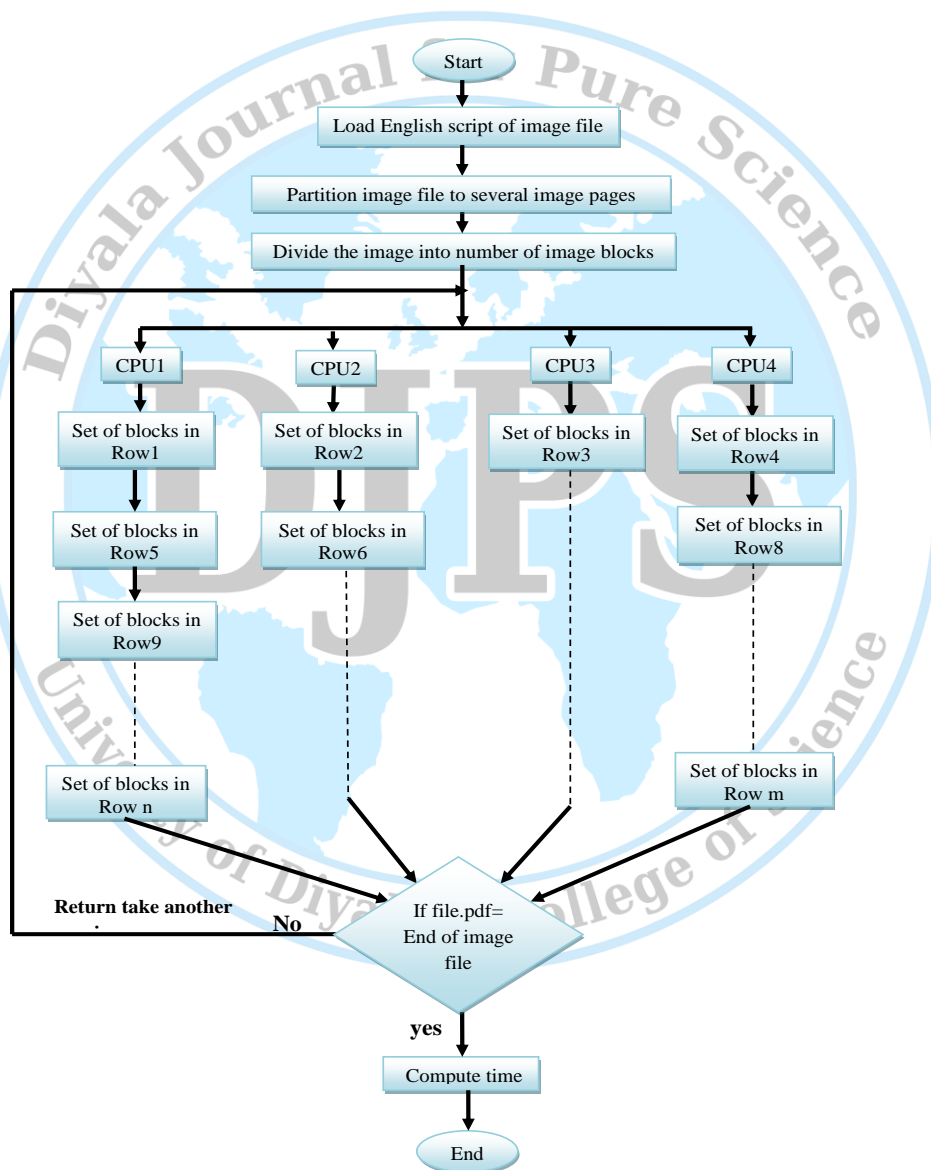 Diyala Journal for Pure Science
DJPS
University of Diyala College of Science
Start
Load English script of image file
Partition image file to several image pages
Divide the image into number of image blocks
CPU1
CPU2
CPU3
CPU4
Set of blocks in
Row1
Set of blocks in
Row2
Set of blocks in
Row3
Set of blocks in
Row4
Set of blocks in
Row5
Set of blocks in
Row6
Set of blocks in
Row8
Set of blocks in
Row9
Set of blocks in
Row n
Set of blocks in
Row m
Return take another
No
If file.pdf=
End of image
file
yes
Compute time
End